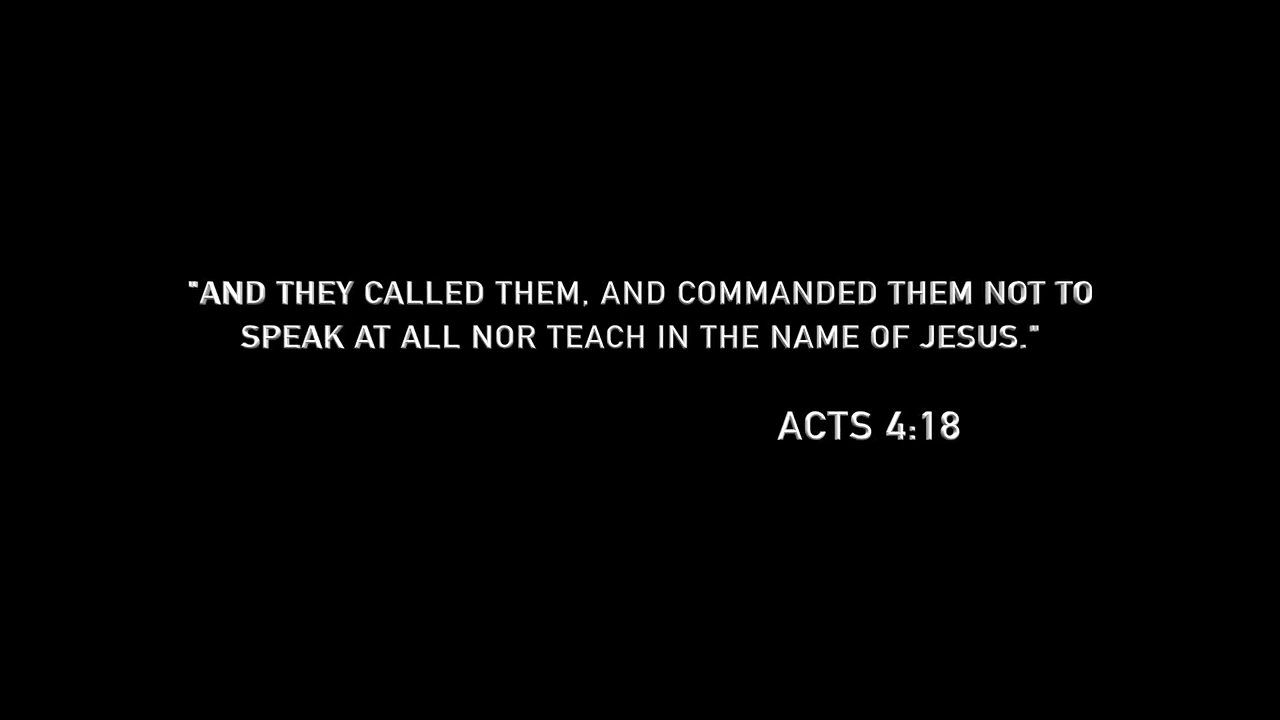 "AND THEY CALLED THEM, AND COMMANDED THEM NOT TO
SPEAK AT ALL NOR TEACH IN THE NAME OF JESUS."
ACTS 4:18